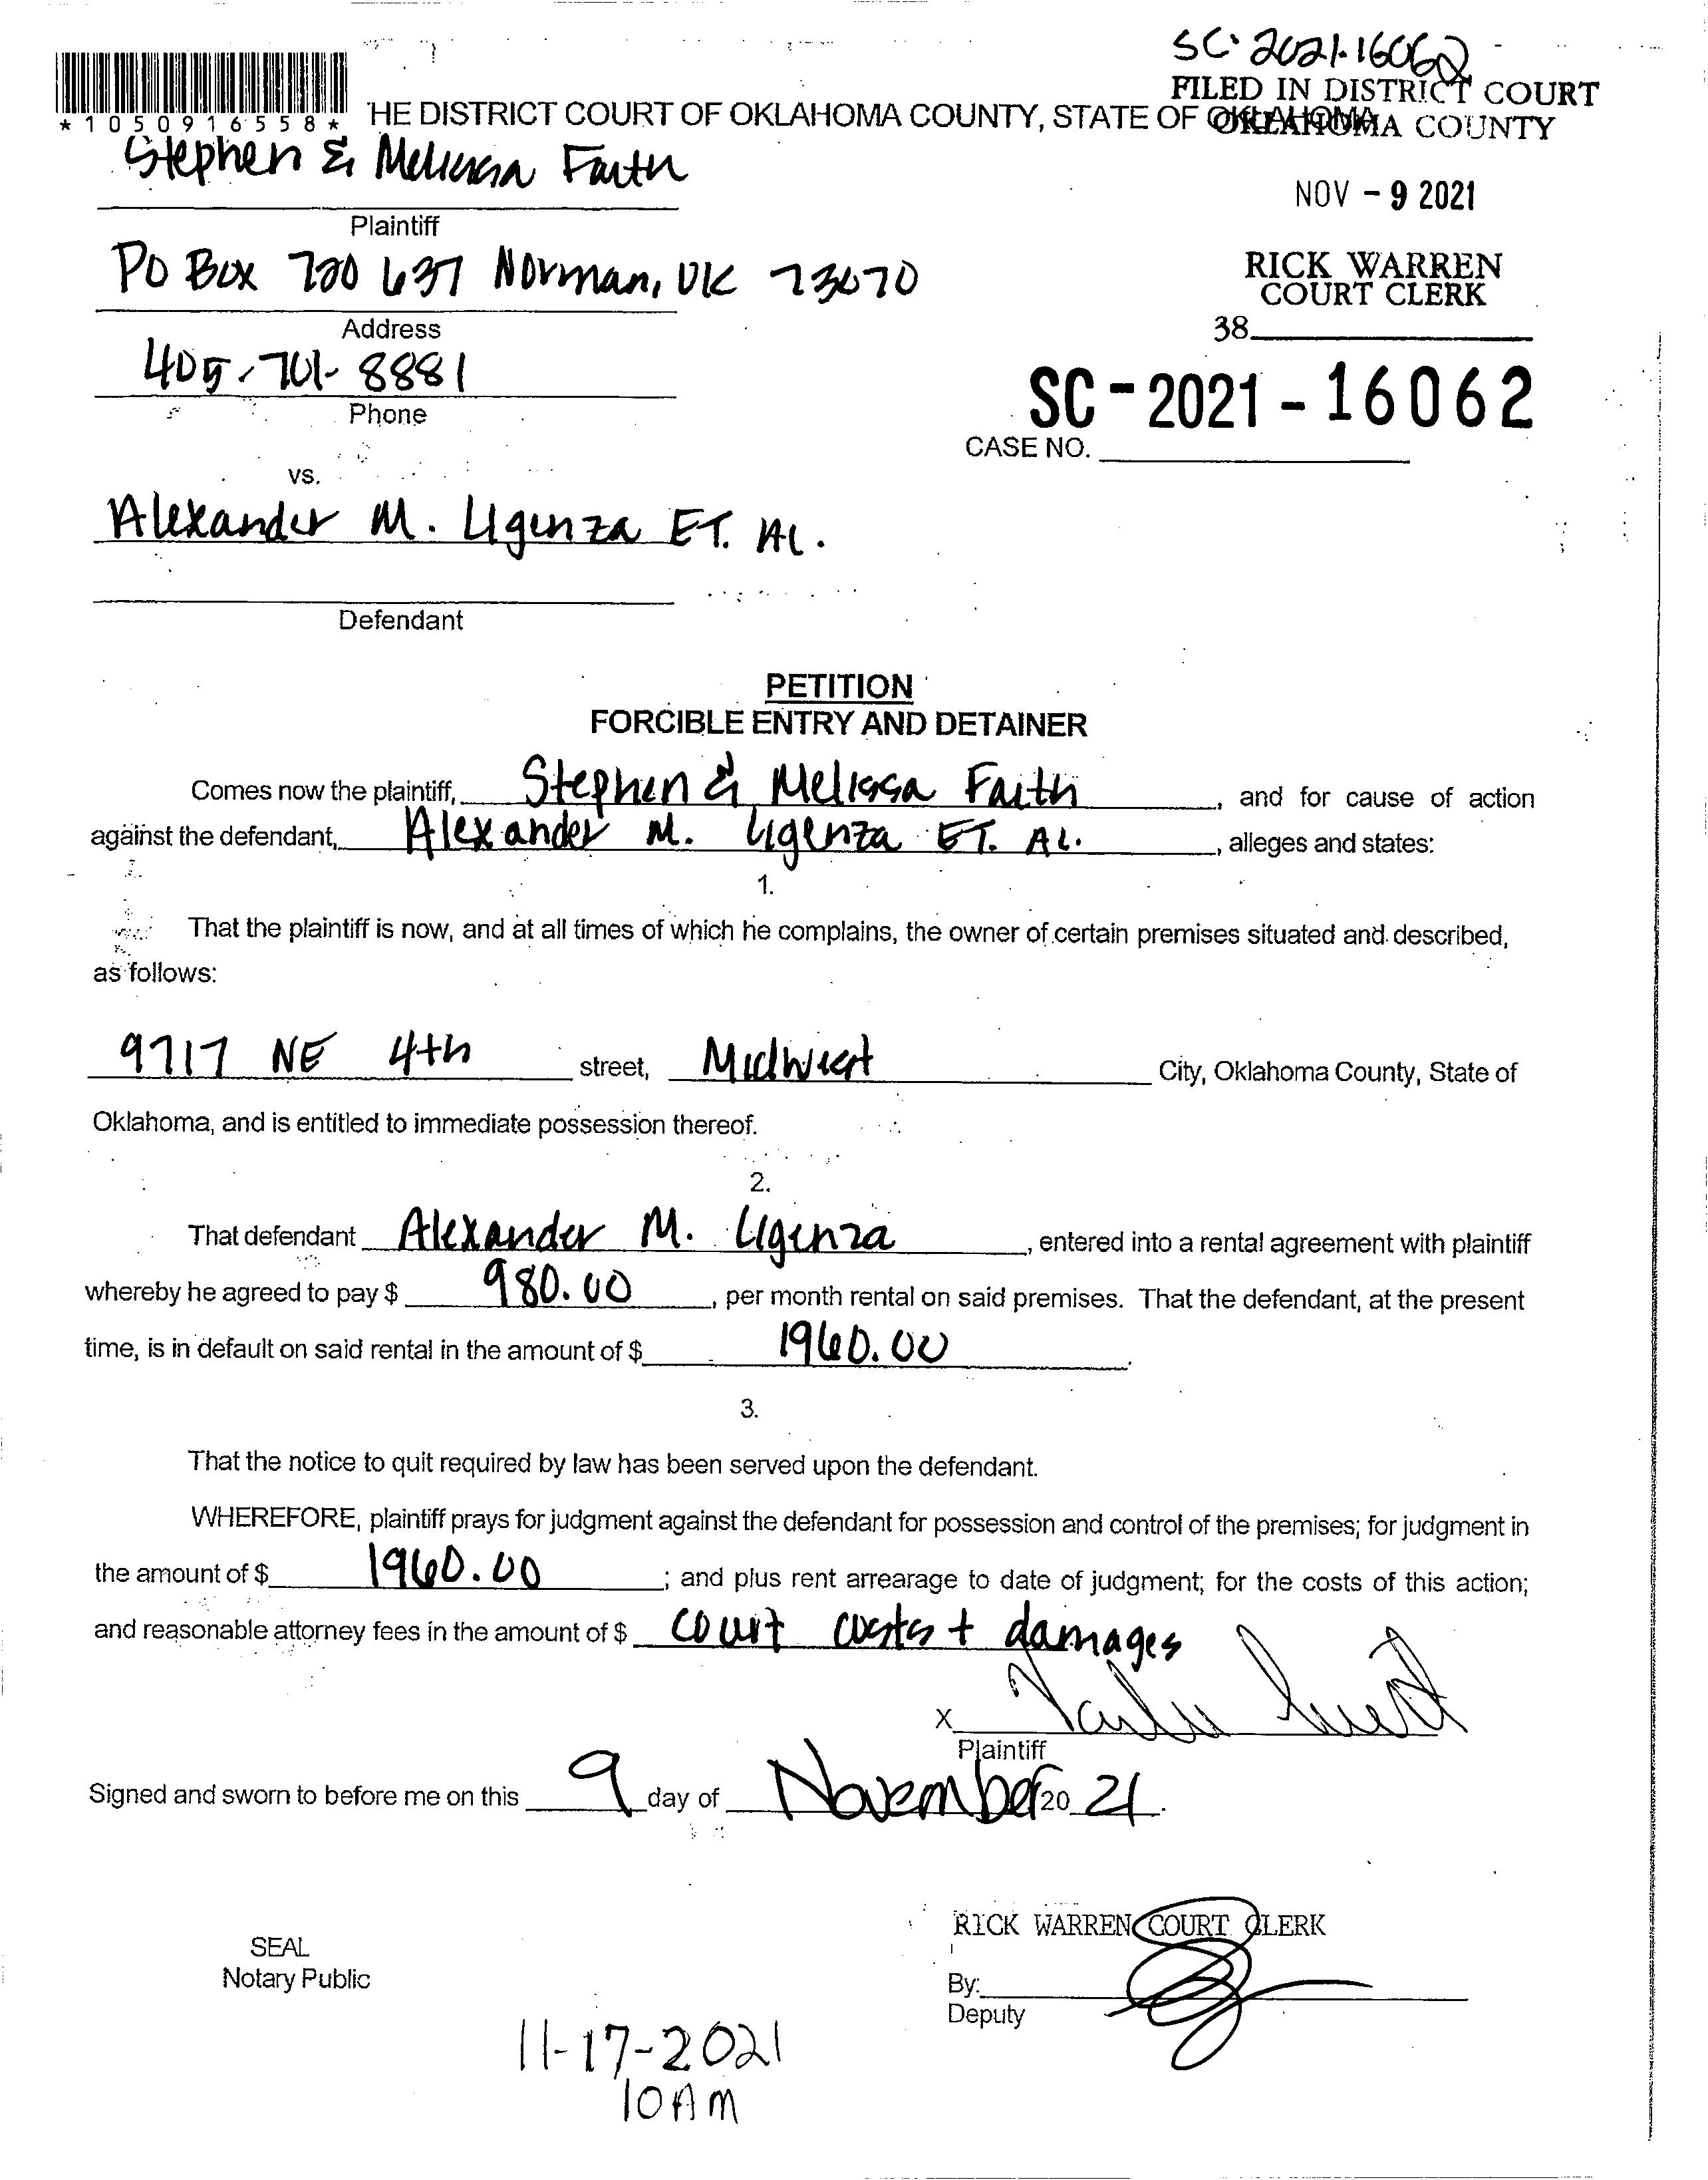 SC-2021-16062
FILED IN DISTRICT COURT
HE DISTRICT COURT OF OKLAHOMA COUNTY, STATE OF OKLAHOMA COUNTY
*1050916558*
Stephen & Melissa Faith
NOV - 9 2021
Plaintiff
PO Box 720637 Norman, OK 73070
RICK WARREN
COURT CLERK
Address
38
405-701-8881
Phone
SC-2021-16062
CASE NO.
vs.
Alexander M. Ligenza ET. AL.
Defendant
PETITION
FORCIBLE ENTRY AND DETAINER
Comes now the plaintiff, Stephen & Melissa Faith, and for cause of action
against the defendant, Alexander M. Ligenza ET. AL., alleges and states:
1.
That the plaintiff is now, and at all times of which he complains, the owner of certain premises situated and described,
as follows:
9717 NE 4th street, Midwest City, Oklahoma County, State of
Oklahoma, and is entitled to immediate possession thereof.
2.
That defendant Alexander M. Ligenza, entered into a rental agreement with plaintiff
whereby he agreed to pay $ 980.00, per month rental on said premises. That the defendant, at the present
time, is in default on said rental in the amount of $ 1960.00.
3.
That the notice to quit required by law has been served upon the defendant.
WHEREFORE, plaintiff prays for judgment against the defendant for possession and control of the premises; for judgment in
the amount of $ 1960.00; and plus rent arrearage to date of judgment; for the costs of this action;
and reasonable attorney fees in the amount of $ court costs + damages
X
Plaintiff
Signed and sworn to before me on this 9 day of November 20 21.
RICK WARREN COURT CLERK
SEAL
Notary Public
By:
Deputy
11-17-2021
10AM